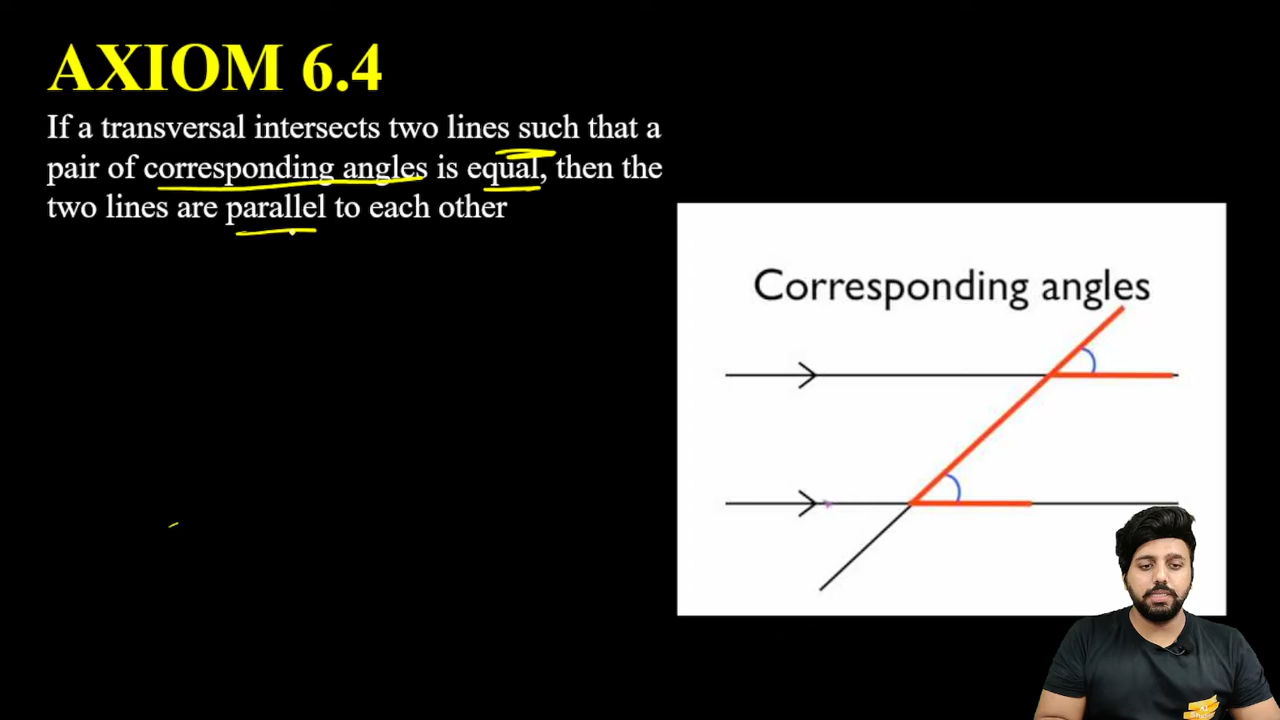 AXIOM 6.4
If a transversal intersects two lines such that a
pair of corresponding angles is equal, then the
two lines are parallel to each other
Corresponding angles